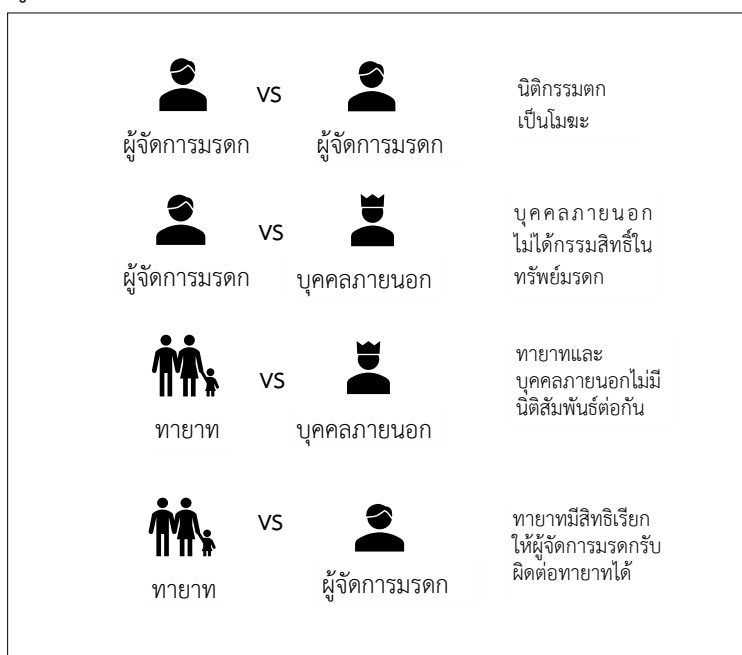 VS
นิติกรรมตก
เป็นโมฆะ
ผู้จัดการมรดก
ผู้จัดการมรดก
VS
บุคคลภายนอก
ไม่ได้กรรมสิทธิ์ใน
ทรัพย์มรดก
ผู้จัดการมรดก
บุคคลภายนอก
VS
ทายาทและ
บุคคลภายนอกไม่มี
นิติสัมพันธ์ต่อกัน
ทายาท
บุคคลภายนอก
VS
ทายาทมีสิทธิเรียก
ให้ผู้จัดการมรดกรับ
ผิดต่อทายาทได้
ทายาท
ผู้จัดการมรดก